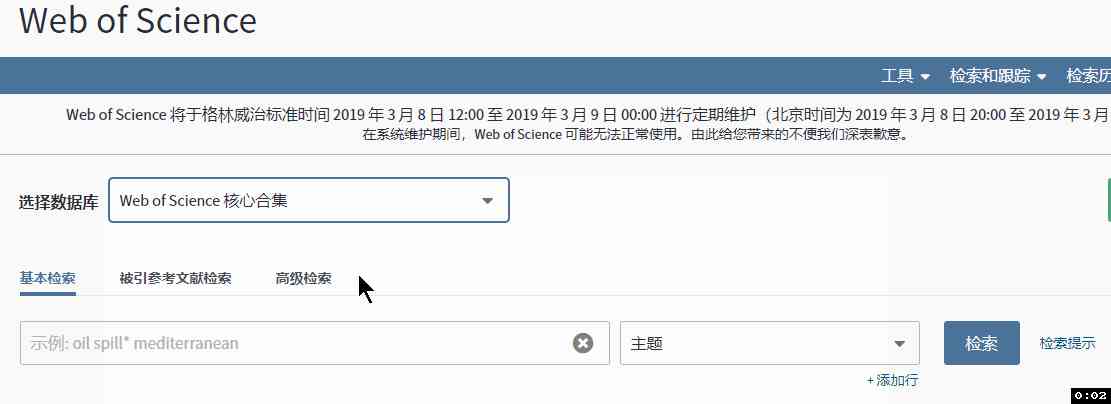 Web of Science
工具 检索和跟踪 检索历
Web of Science 将于格林威治标准时间 2019 年 3 月 8 日 12:00 至 2019 年 3 月 9 日 00:00 进行定期维护（北京时间为 2019 年 3 月 8 日 20:00 至 2019 年 3 月
在系统维护期间，Web of Science 可能无法正常使用。由此给您带来的不便我们深表歉意。
选择数据库 Web of Science 核心合集
基本检索 被引参考文献检索 高级检索
示例: oil spill* mediterranean 主题 检索 检索提示
+ 添加行
0:02